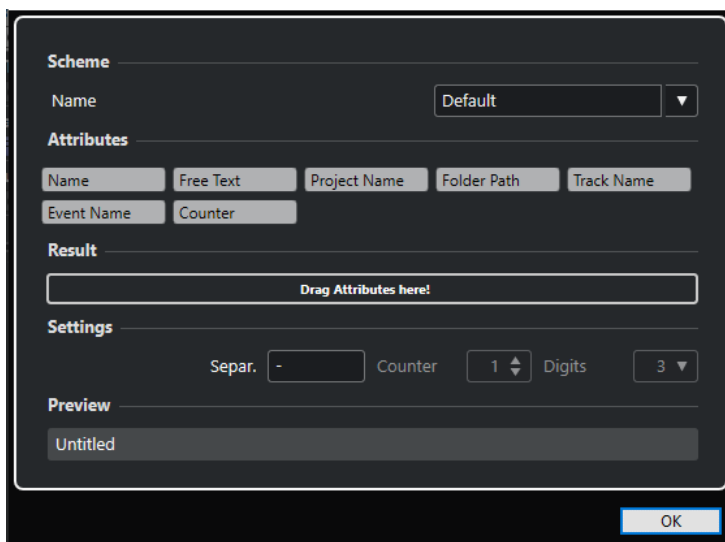 Scheme
Name Default
Attributes
Name Free Text Project Name Folder Path Track Name
Event Name Counter
Result
Drag Attributes here!
Settings
Separ. - Counter 1 Digits 3
Preview
Untitled
OK